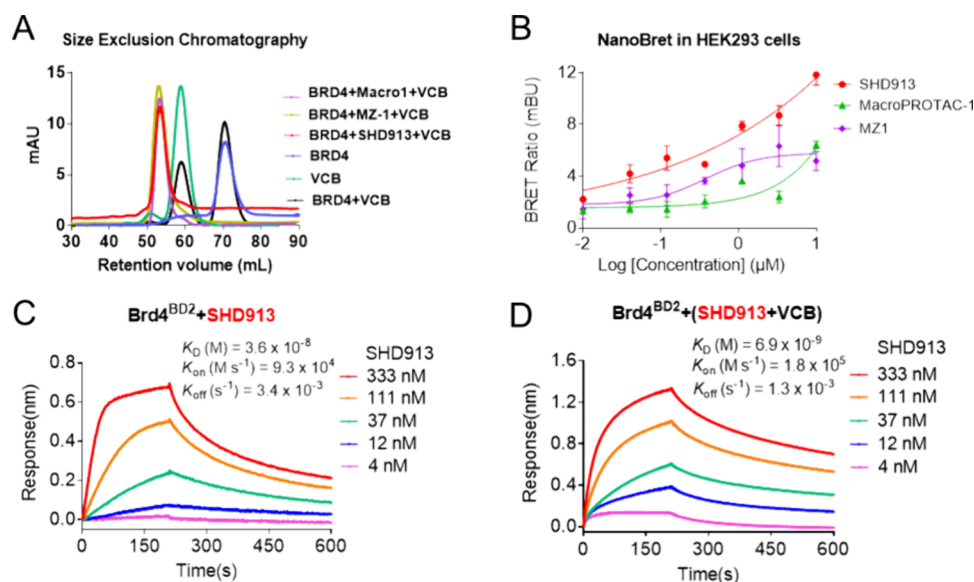 A
Size Exclusion Chromatography
mAU
15
10
5
0
30 40 50 60 70 80 90
Retention volume (mL)
BRD4+Macro1+VCB
BRD4+MZ-1+VCB
BRD4+SHD913+VCB
BRD4
VCB
BRD4+VCB
B
NanoBret in HEK293 cells
BRET Ratio (mBU)
12
8
4
0
-2 -1 0 1
Log [Concentration] (µM)
SHD913
MacroPROTAC-1
MZ1
C
Brd4BD2+SHD913
KD (M) = 3.6 x 10-8
Kon (M s-1) = 9.3 x 104
Koff (s-1) = 3.4 x 10-3
Response(nm)
0.8
0.6
0.4
0.2
0.0
0 150 300 450 600
Time(s)
SHD913
333 nM
111 nM
37 nM
12 nM
4 nM
D
Brd4BD2+(SHD913+VCB)
KD (M) = 6.9 x 10-9
Kon (M s-1) = 1.8 x 105
Koff (s-1) = 1.3 x 10-3
Response(nm)
1.6
1.2
0.8
0.4
0.0
0 150 300 450 600
Time(s)
SHD913
333 nM
111 nM
37 nM
12 nM
4 nM